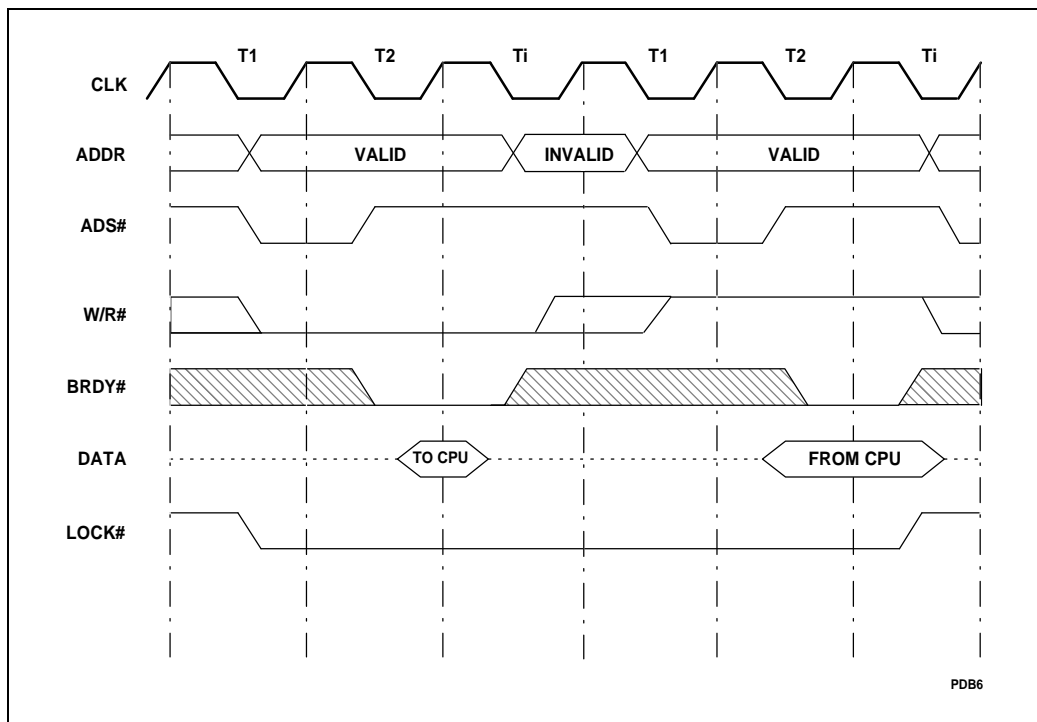 T1 T2 Ti T1 T2 Ti
CLK
ADDR VALID INVALID VALID
ADS#
W/R#
BRDY#
DATA TO CPU FROM CPU
LOCK#
PDB6